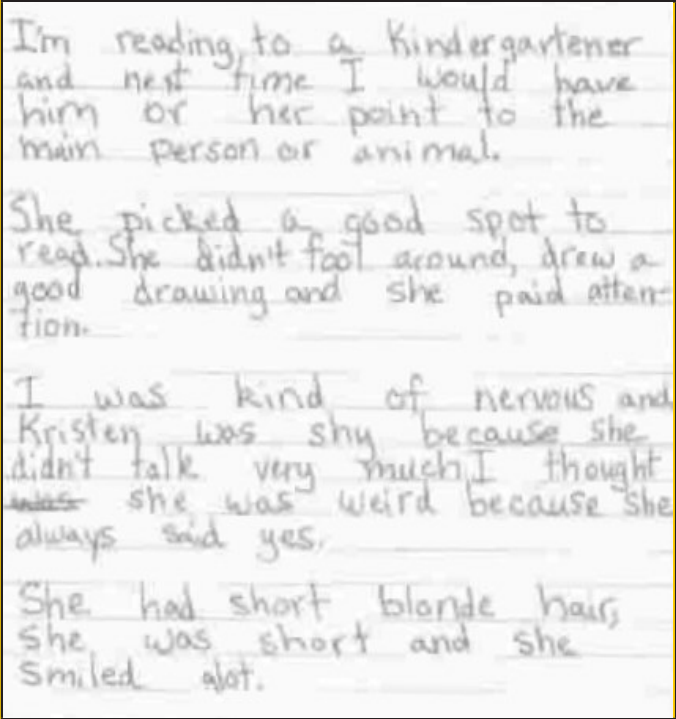 I'm reading to a Kindergartener
and next time I would have
him or her point to the
main person or animal.
She picked a good spot to
read. She didn't fool around, drew a
good drawing and she paid atten-
tion.
I was kind of nervous and
Kristen was shy because she
didn't talk very much, I thought
was she was weird because she
always said yes.
She had short blonde hair,
she was short and she
smiled alot.